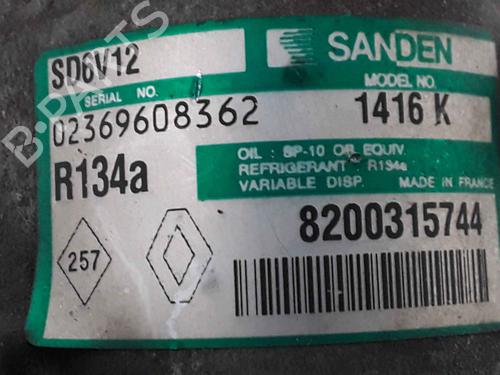 SD6V12
SANDEN
SERIAL NO.
MODEL NO.
02369608362
1416 K
R134a
OIL : SP-10 OR EQUIV.
REFRIGERANT : R134a
VARIABLE DISP. MADE IN FRANCE
8200315744
257
B-PARTS